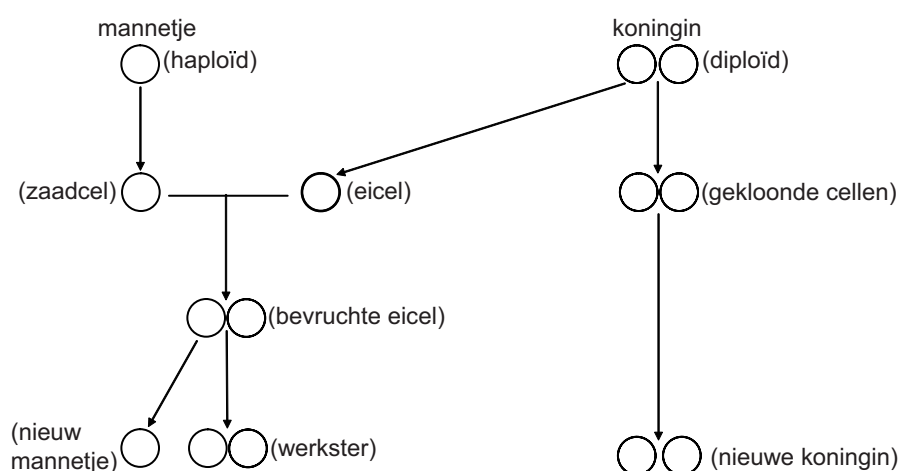 mannetje
koningin
(haploïd)
(diploïd)
(zaadcel)
(eicel)
(gekloonde cellen)
(bevruchte eicel)
(nieuw
mannetje)
(werkster)
(nieuwe koningin)